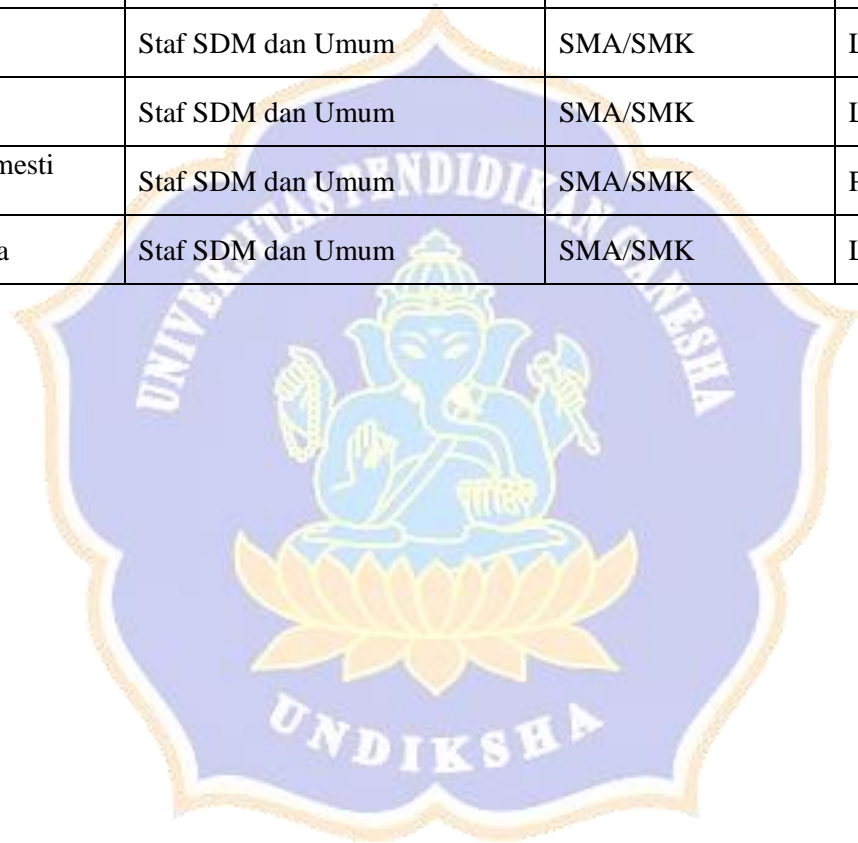 Staf SDM dan Umum SMA/SMK L
Staf SDM dan Umum SMA/SMK L
mesti Staf SDM dan Umum SMA/SMK
a Staf SDM dan Umum SMA/SMK L
UNIVERSITAS PENDIDIKAN GANESHA
UNDIKSHA